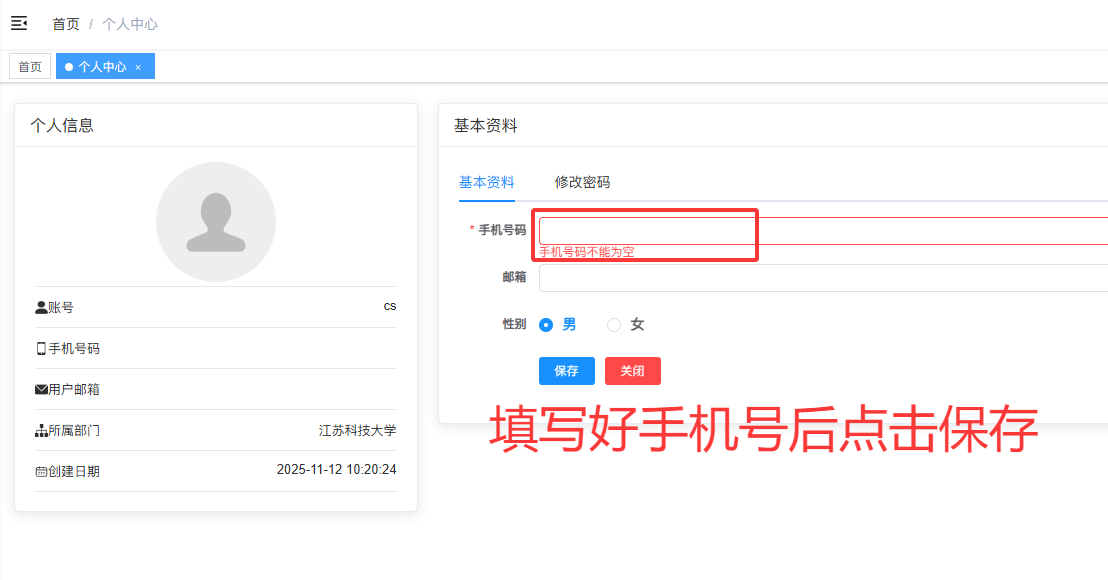 首页 / 个人中心
首页
个人中心 ×
个人信息
账号 cs
手机号码
用户邮箱
所属部门 江苏科技大学
创建日期 2025-11-12 10:20:24
基本资料
基本资料 修改密码
* 手机号码
手机号码不能为空
邮箱
性别 男 女
保存 关闭
填写好手机号后点击保存